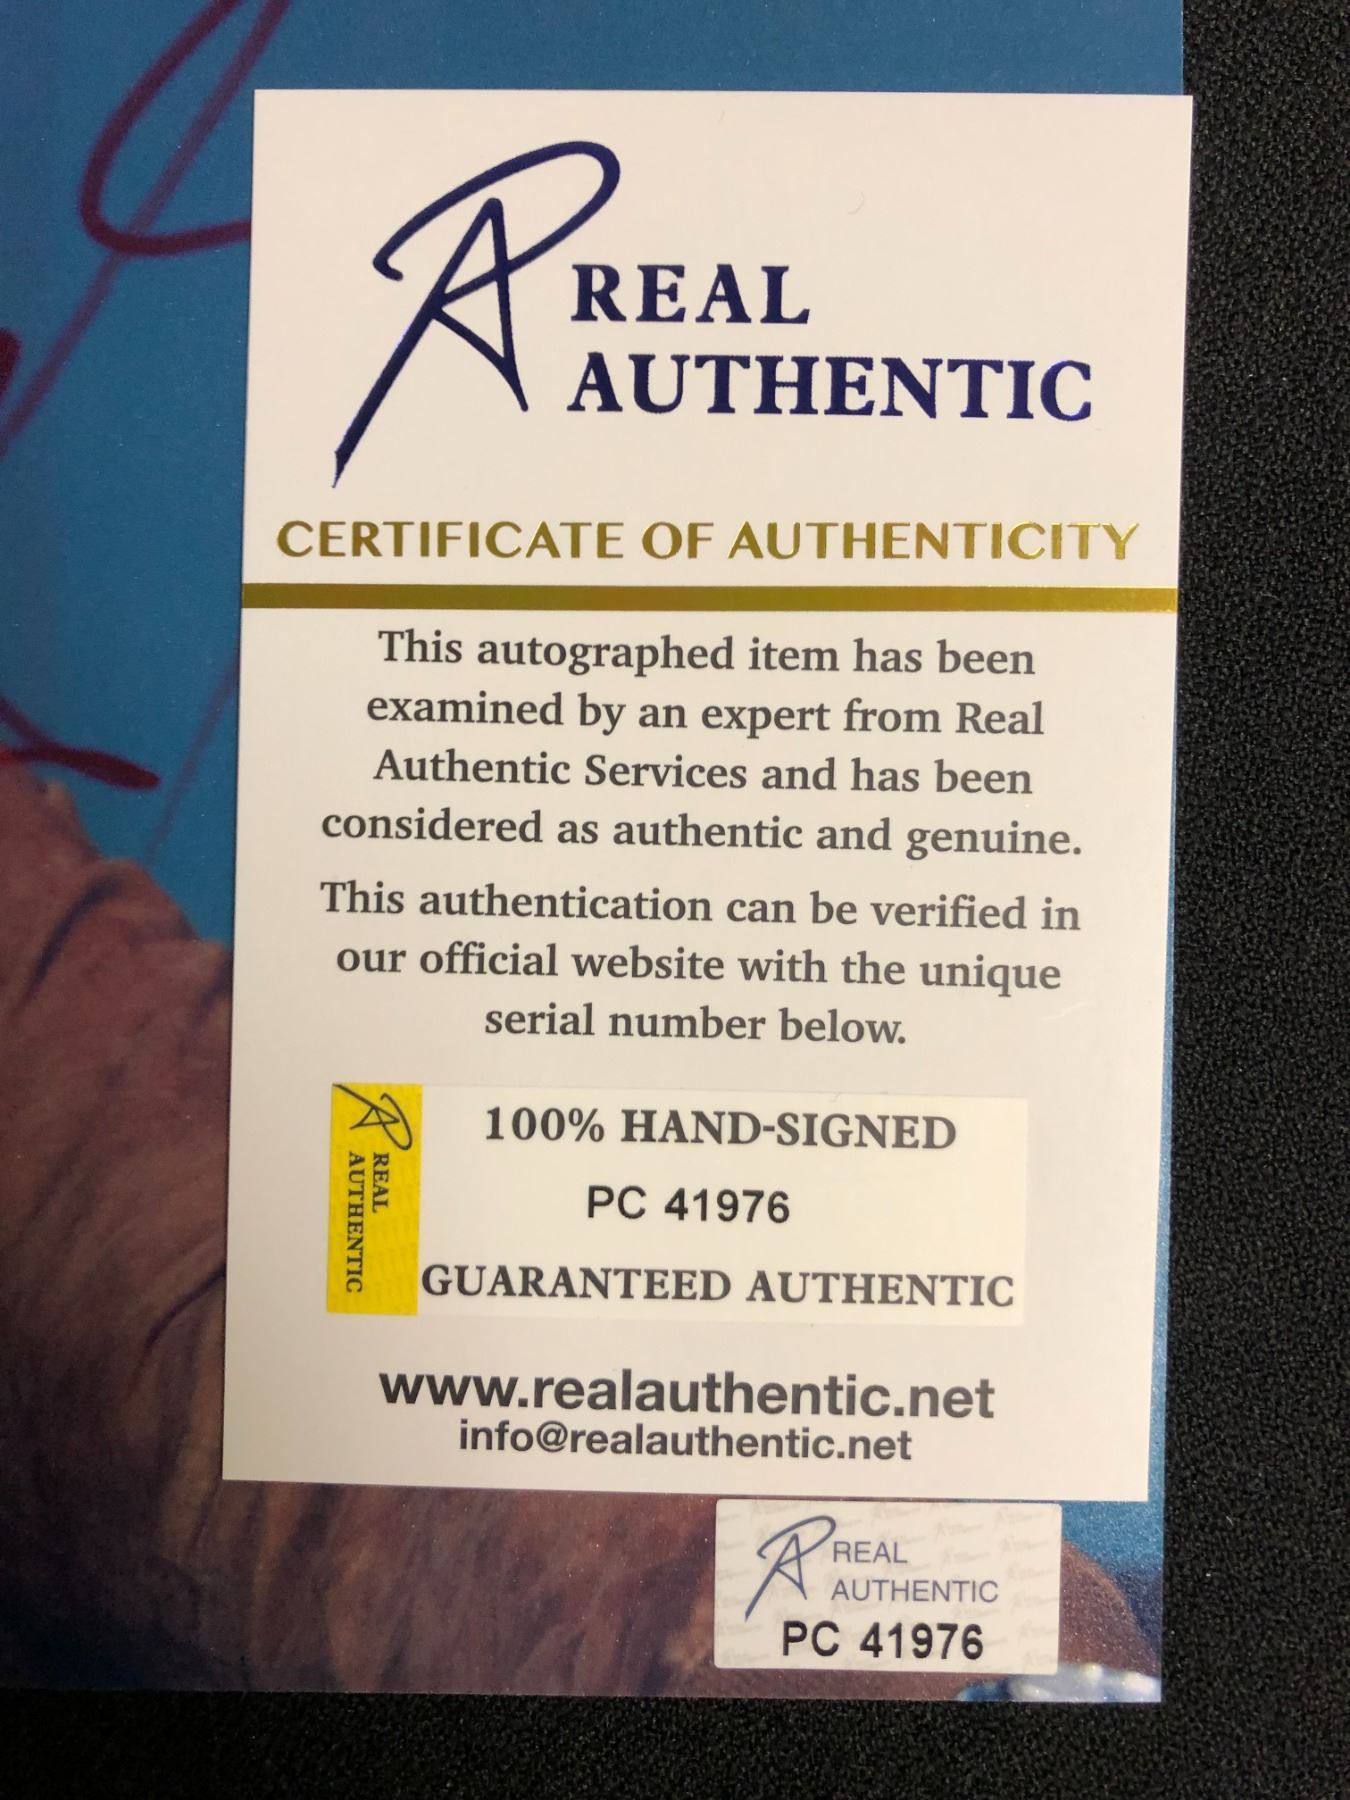 REAL
AUTHENTIC
CERTIFICATE OF AUTHENTICITY
This autographed item has been
examined by an expert from Real
Authentic Services and has been
considered as authentic and genuine.
This authentication can be verified in
our official website with the unique
serial number below.
REAL
AUTHENTIC
100% HAND-SIGNED
PC 41976
GUARANTEED AUTHENTIC
www.realauthentic.net
info@realauthentic.net
REAL
AUTHENTIC
PC 41976